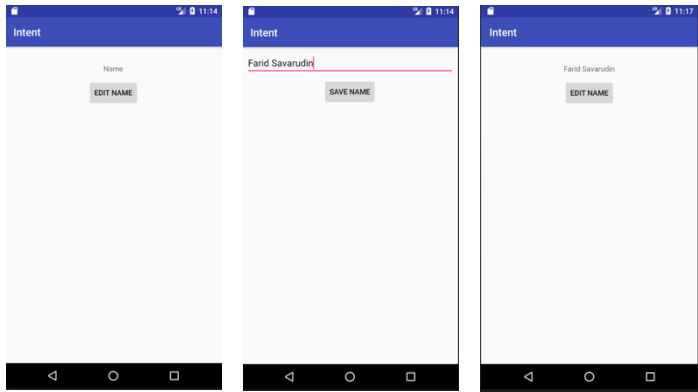 11:14
Intent
Name
EDIT NAME
11:14
Intent
Farid Savarudin
SAVE NAME
11:17
Intent
Farid Savarudin
EDIT NAME